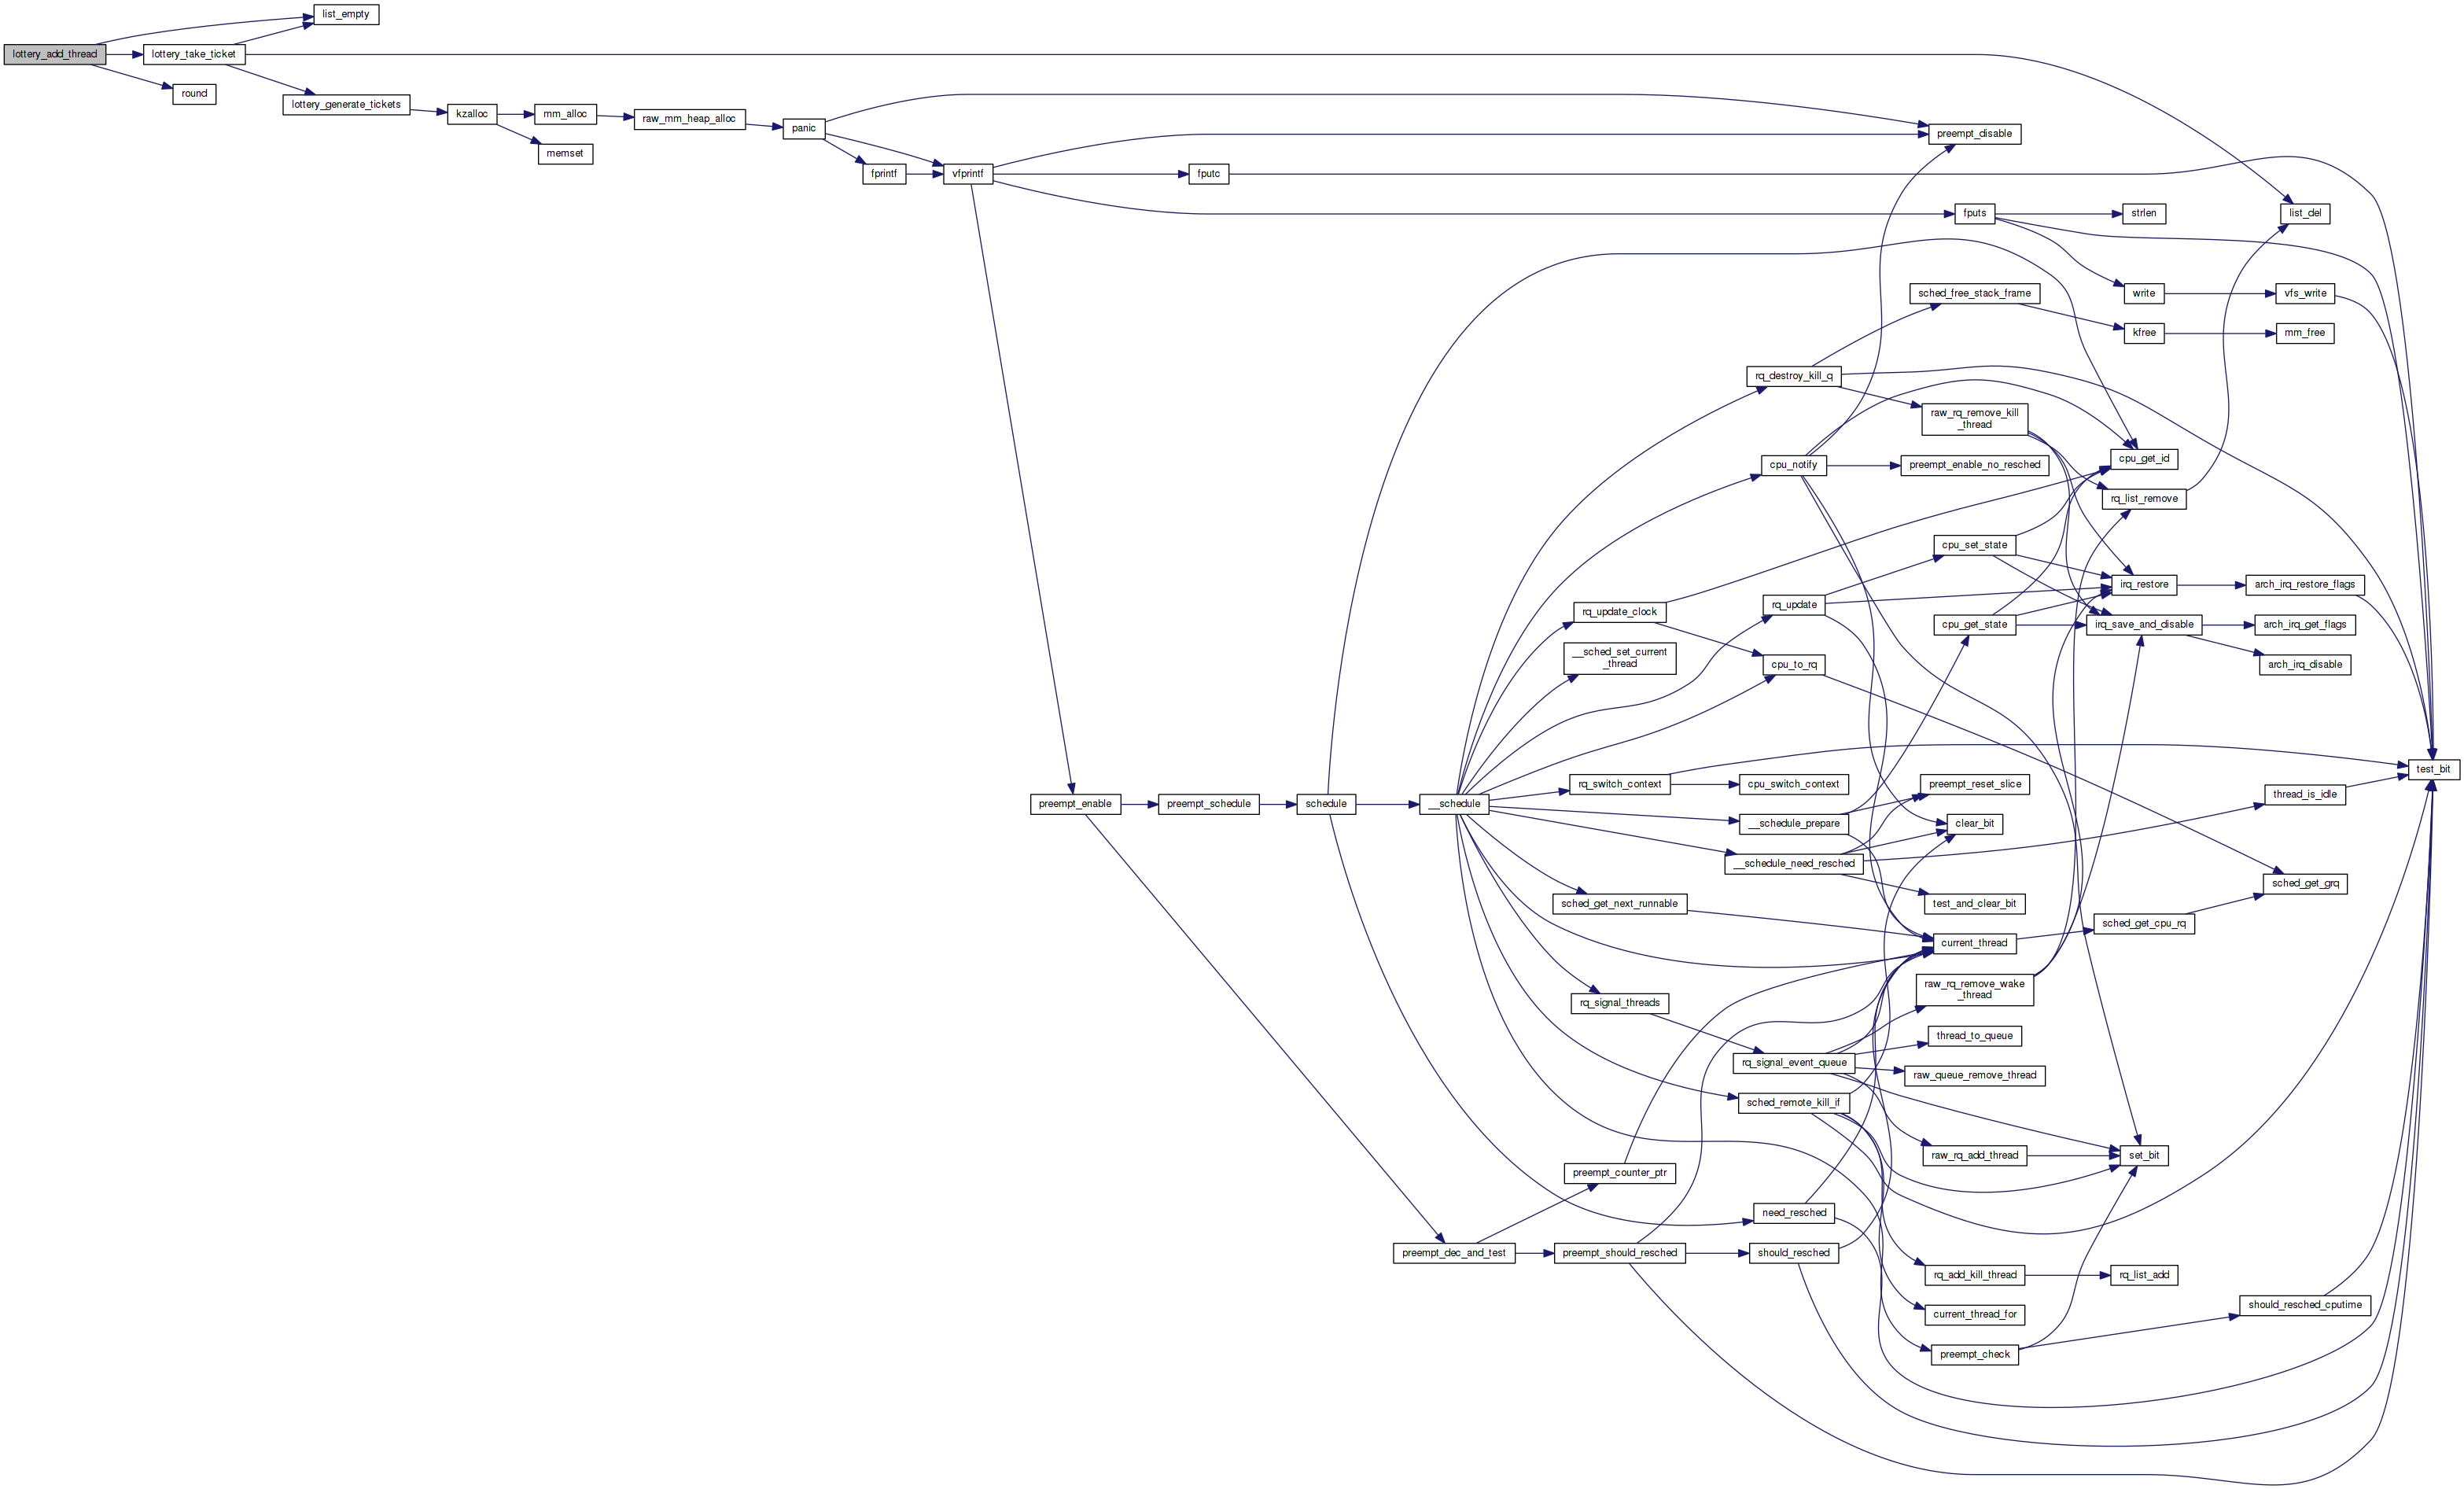 list_empty
lottery_add_thread
lottery_take_ticket
round
lottery_generate_tickets
kzalloc
mm_alloc
memset
raw_mm_heap_alloc
panic
fprintf
vfprintf
preempt_disable
fputc
fputs
strlen
list_del
write
vfs_write
sched_free_stack_frame
kfree
mm_free
rq_destroy_kill_q
raw_rq_remove_kill
_thread
cpu_notify
preempt_enable_no_resched
cpu_get_id
rq_list_remove
cpu_set_state
irq_restore
arch_irq_restore_flags
rq_update_clock
rq_update
cpu_get_state
irq_save_and_disable
arch_irq_get_flags
arch_irq_disable
__sched_set_current
_thread
cpu_to_rq
test_bit
rq_switch_context
cpu_switch_context
preempt_reset_slice
thread_is_idle
preempt_enable
preempt_schedule
schedule
__schedule
__schedule_prepare
clear_bit
__schedule_need_resched
sched_get_next_runnable
test_and_clear_bit
sched_get_grq
current_thread
sched_get_cpu_rq
rq_signal_threads
raw_rq_remove_wake
_thread
thread_to_queue
rq_signal_event_queue
raw_queue_remove_thread
sched_remote_kill_if
raw_rq_add_thread
set_bit
preempt_counter_ptr
need_resched
preempt_dec_and_test
preempt_should_resched
should_resched
rq_add_kill_thread
rq_list_add
current_thread_for
should_resched_cputime
preempt_check